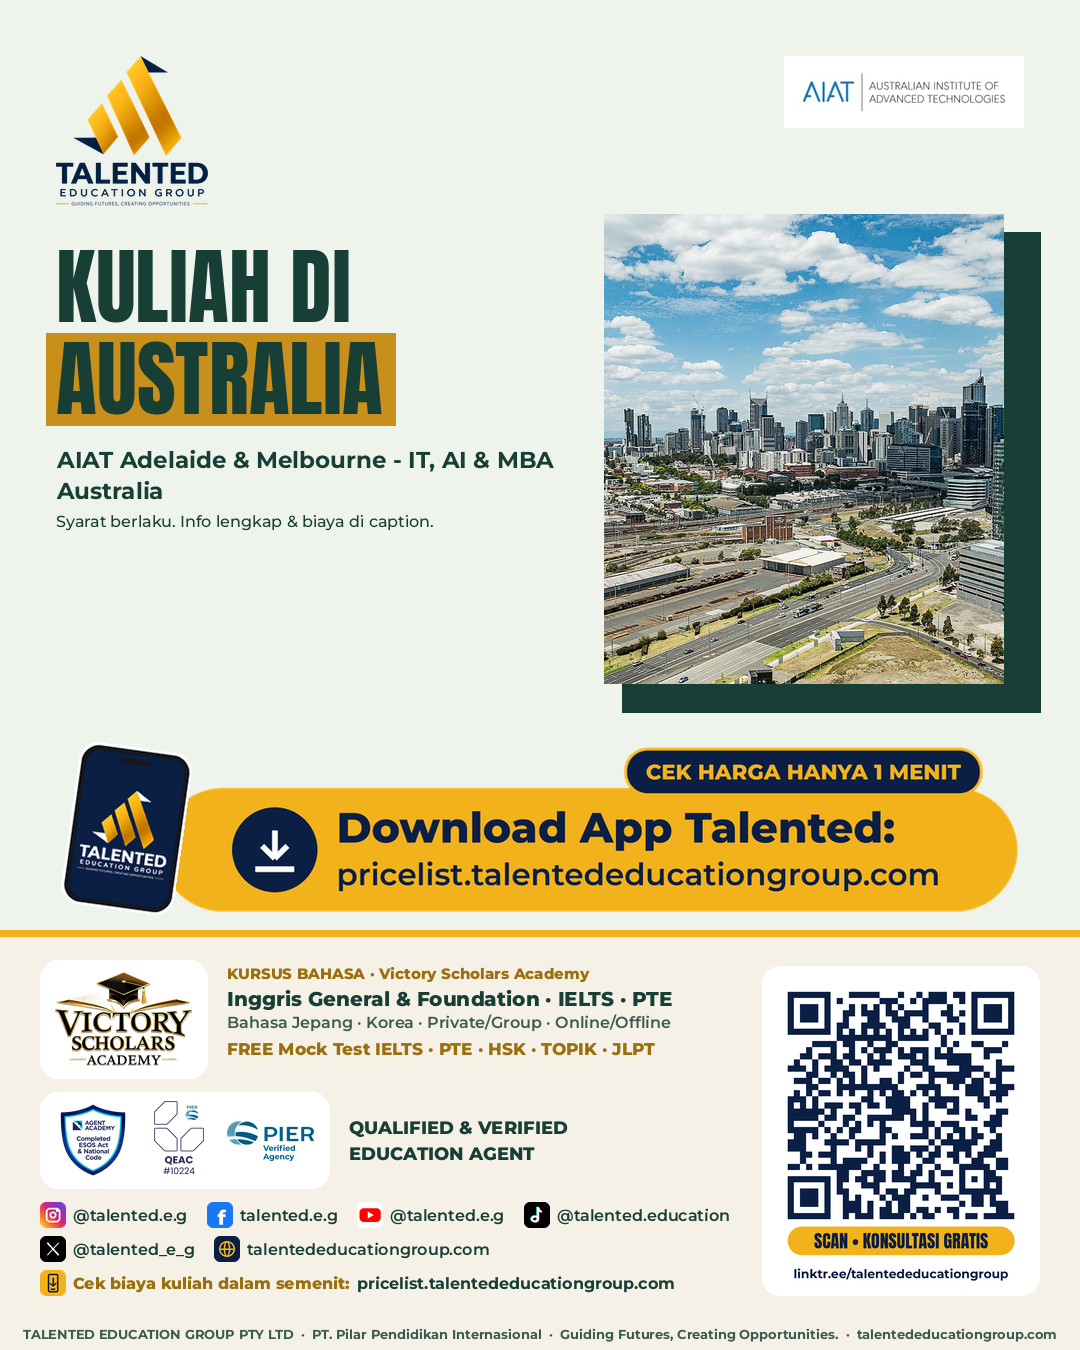 TALENTED
EDUCATION GROUP
GUIDING FUTURES, CREATING OPPORTUNITIES
AIAT
AUSTRALIAN INSTITUTE OF
ADVANCED TECHNOLOGIES
KULIAH DI
AUSTRALIA
AIAT Adelaide & Melbourne - IT, AI & MBA
Australia
Syarat berlaku. Info lengkap & biaya di caption.
CEK HARGA HANYA 1 MENIT
Download App Talented:
pricelist.talentededucationgroup.com
TALENTED
EDUCATION GROUP
GUIDING FUTURES, CREATING OPPORTUNITIES
VICTORY
SCHOLARS
ACADEMY
KURSUS BAHASA · Victory Scholars Academy
Inggris General & Foundation · IELTS · PTE
Bahasa Jepang · Korea · Private/Group · Online/Offline
FREE Mock Test IELTS · PTE · HSK · TOPIK · JLPT
AGENT
ACADEMY
Completed
ESOS Act
& National
Code
PIER
QEAC
#10224
PIER
Verified
Agency
QUALIFIED & VERIFIED
EDUCATION AGENT
@talented.e.g
talented.e.g
@talented.e.g
@talented.education
@talented_e_g
talentededucationgroup.com
Cek biaya kuliah dalam semenit: pricelist.talentededucationgroup.com
SCAN • KONSULTASI GRATIS
linktr.ee/talentededucationgroup
TALENTED EDUCATION GROUP PTY LTD · PT. Pilar Pendidikan Internasional · Guiding Futures, Creating Opportunities. · talentededucationgroup.com